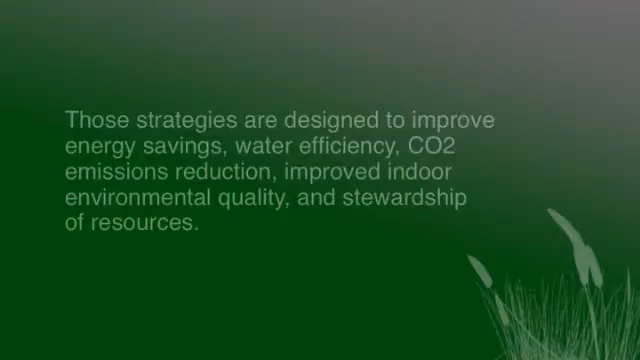 Those strategies are designed to improve
energy savings, water efficiency, CO2
emissions reduction, improved indoor
environmental quality, and stewardship
of resources.